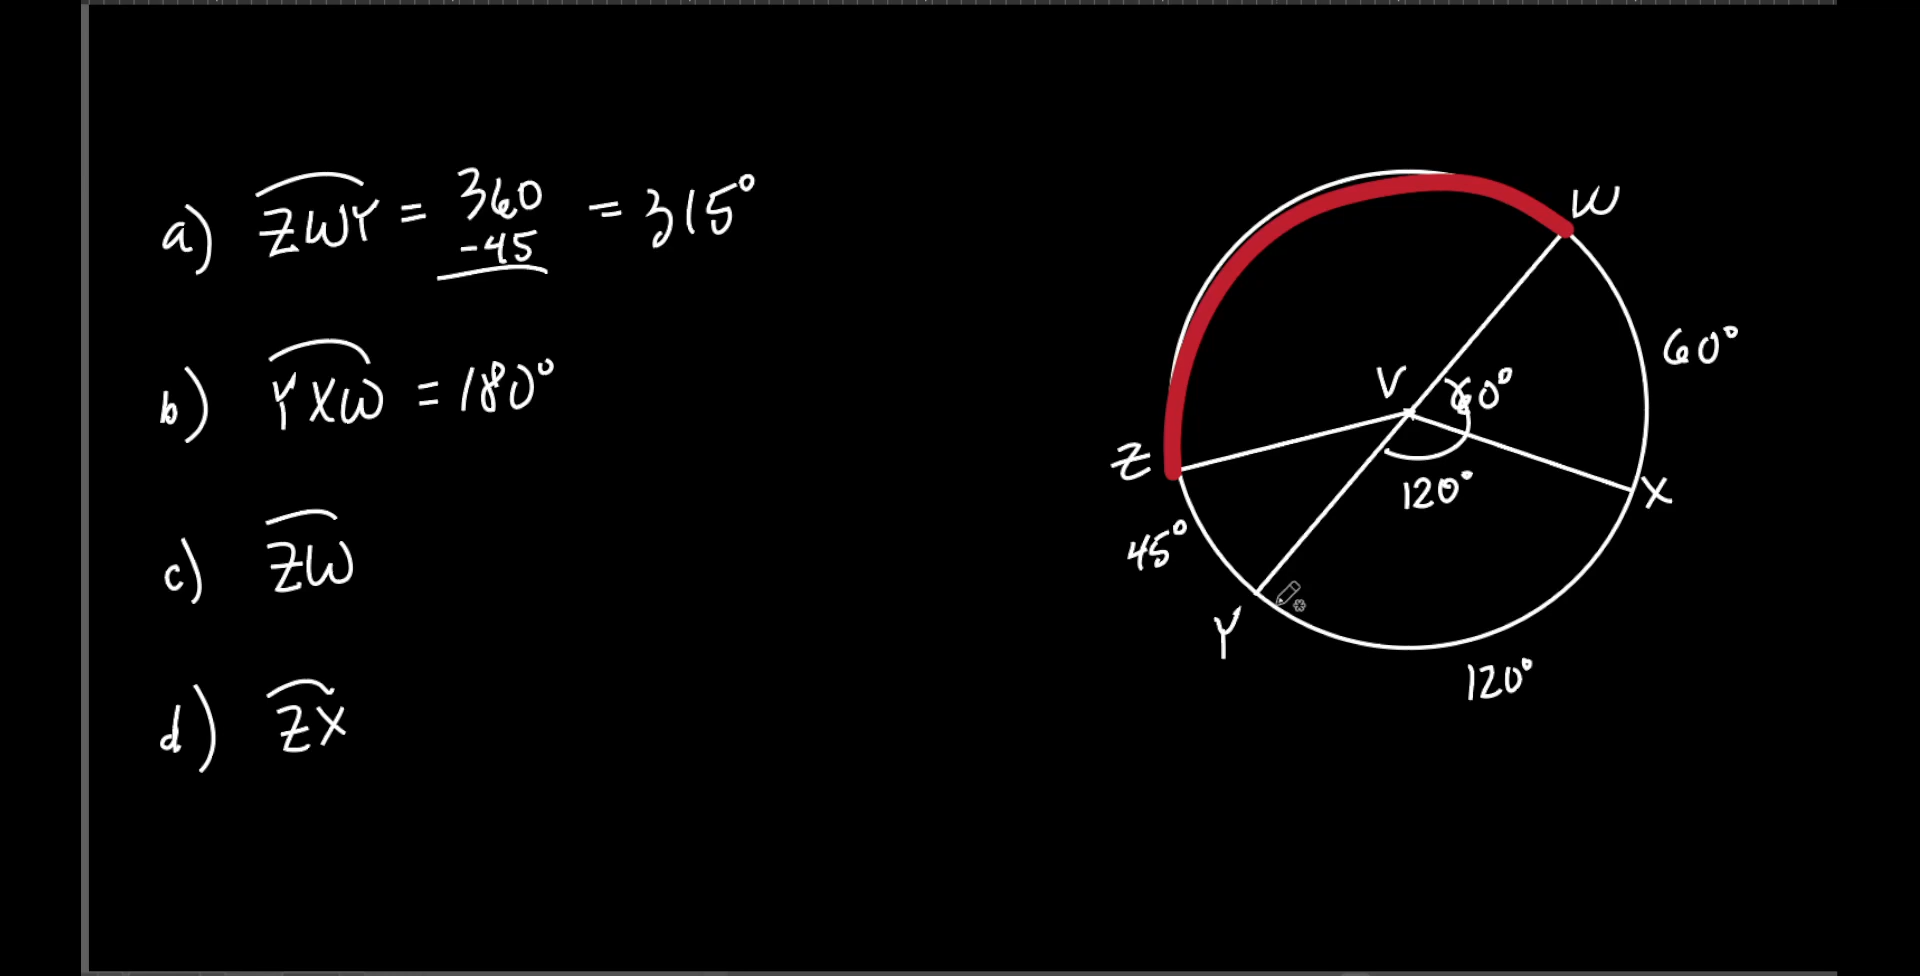 a) ZWY = 360 = 315°
-45
b) YXW = 180°
c) ZW
d) ZX
W
60°
V
60°
Z
X
120°
45°
Y
120°